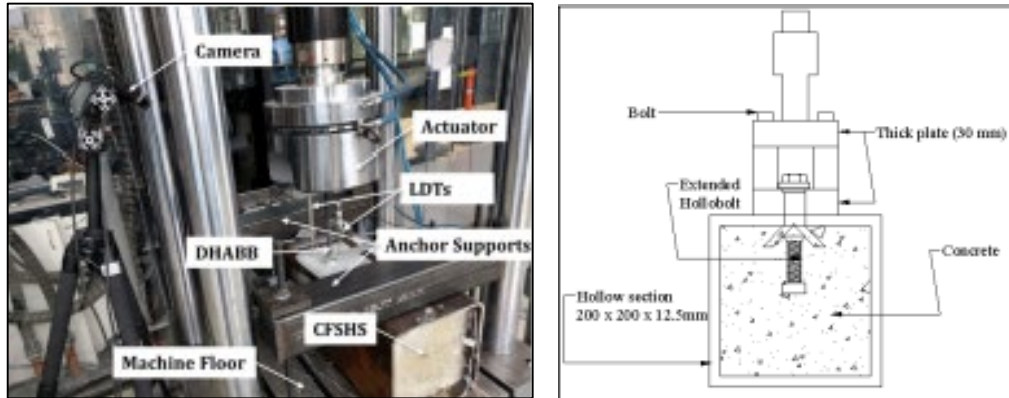 Camera
Actuator
LDTs
DHABB
Anchor Supports
CFSHS
Machine Floor
Bolt
Thick plate (30 mm)
Extended
Hollobolt
Concrete
Hollow section
200 x 200 x 12.5mm